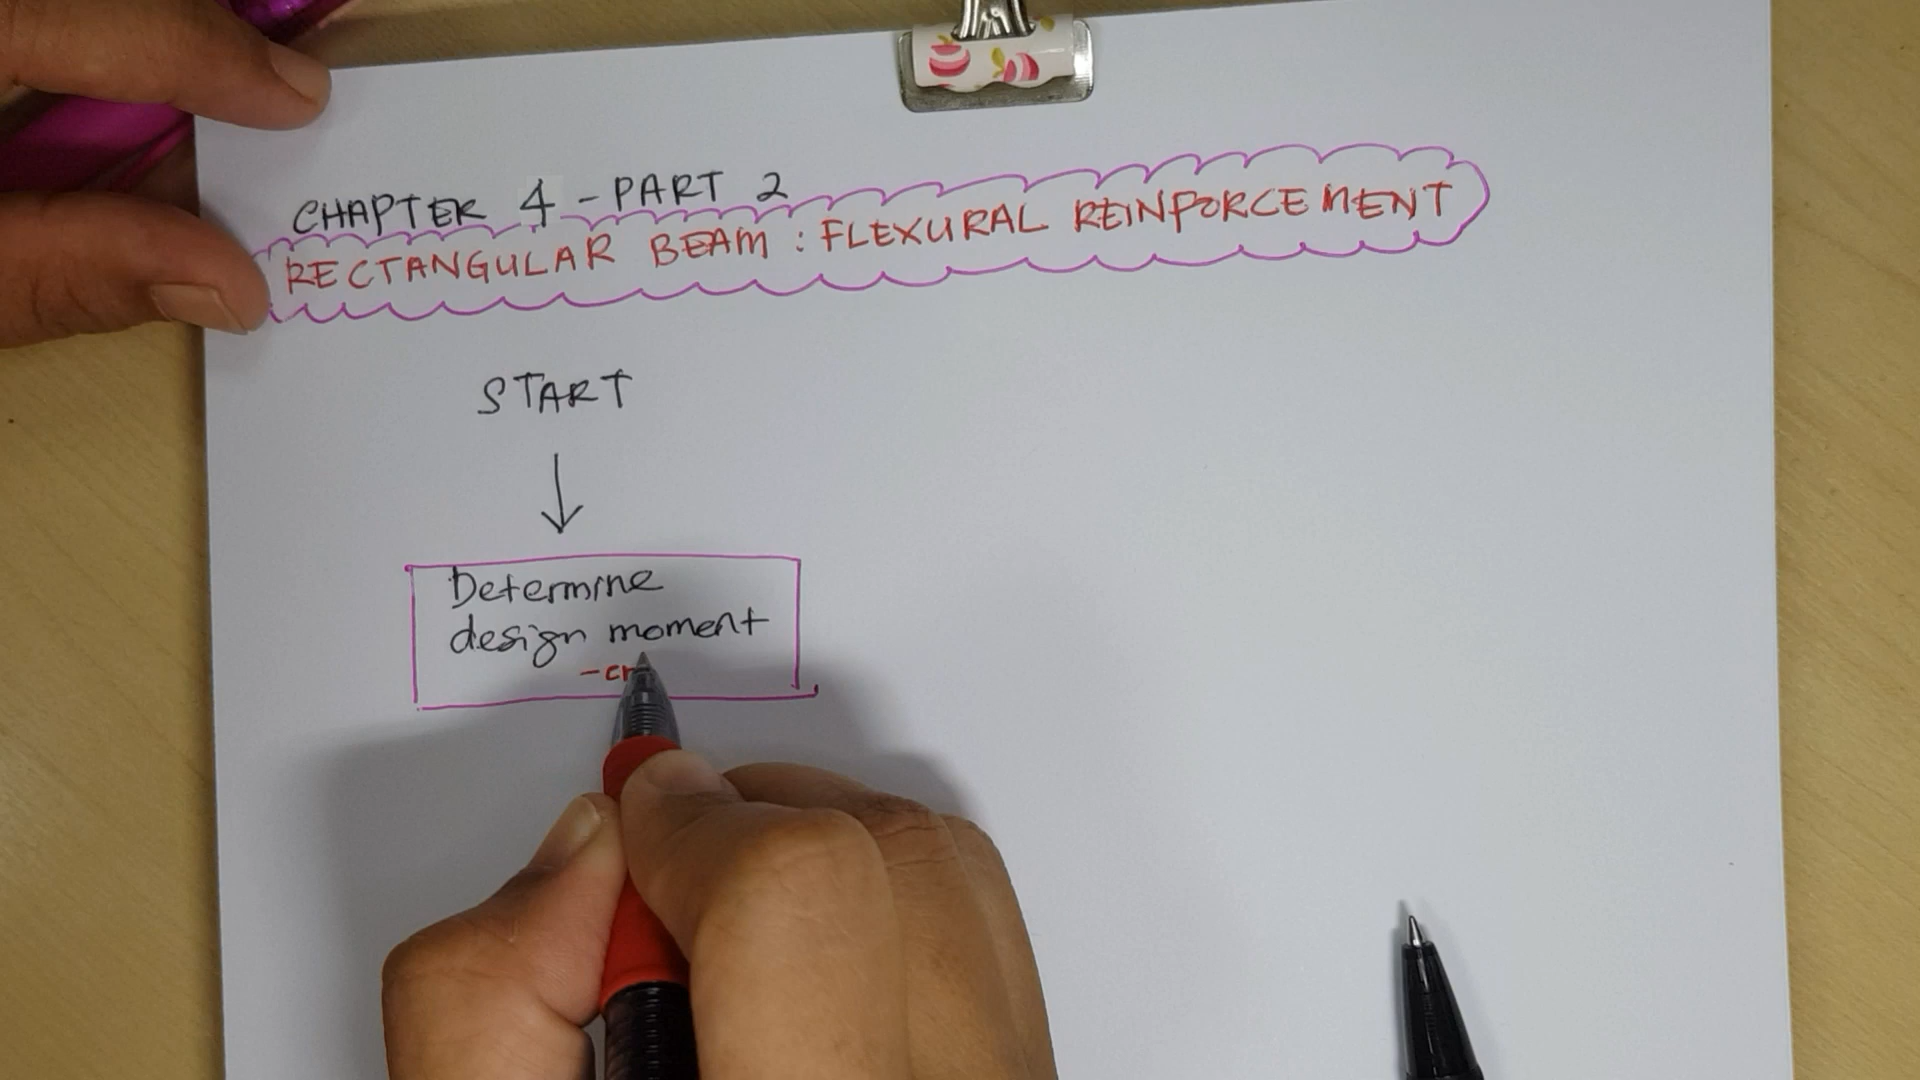 CHAPTER 4 - PART 2
RECTANGULAR BEAM : FLEXURAL REINFORCEMENT
START
Determine
design moment